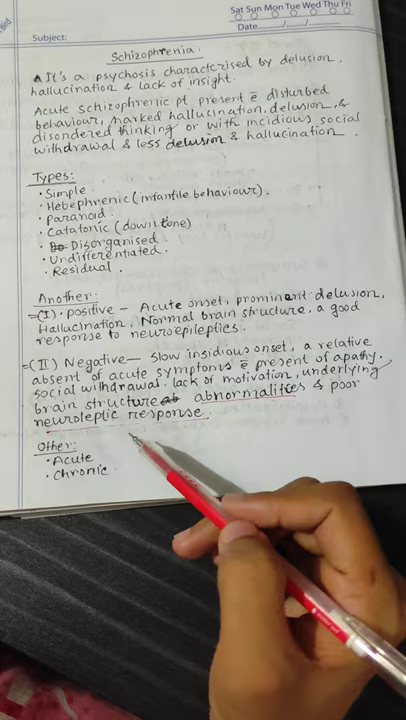 Sat Sun Mon Tue Wed Thu Fri
Subject:
Date...../...../.....
Schizophrenia.
It's a psychosis characterised by delusion,
hallucination & lack of insight.
Acute schizophrenic pt present c̄ disturbed
behaviour, marked hallucination, delusion, &
disordered thinking or with incidious social
withdrawal & less delusion & hallucination.
Types:
• Simple.
• Hebephrenic (infantile behaviour).
• paranoid.
• Catatonic (down tone)
• Disorganised.
• Undifferentiated.
• Residual.
Another:
⇒(I). positive – Acute onset, prominent delusion,
Hallucination, Normal brain structure, a good
response to neuroepileptics.
⇒(II) Negative – slow insidious onset, a relative
absent of acute symptoms c̄ present of apathy.
social withdrawal. lack of motivation, underlying
brain structure abnormalities & poor
neuroleptic response.
Other:
• Acute
• Chronic.